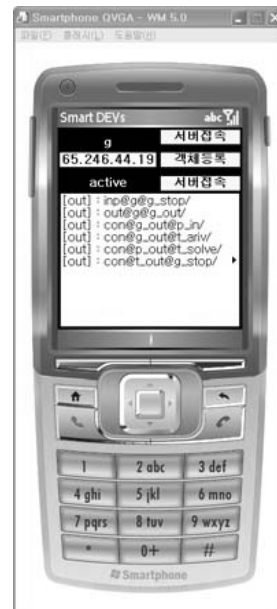 Smartphone QVGA - WM 5.0
파일(F) 플래시(L) 도움말(H)
Smart DEVs abc
g 서버접속
65.246.44.19 객체등록
active 서버접속
[out] : inp@g@g_stop/
[out] : out@g@g_out/
[out] : con@g_out@p_in/
[out] : con@g_out@t_ariv/
[out] : con@p_out@t_solve/
[out] : con@t_out@g_stop/
1 2 abc 3 def
4 ghi 5 jkl 6 mno
7 pqrs 8 tuv 9 wxyz
* 0+ #
Smartphone